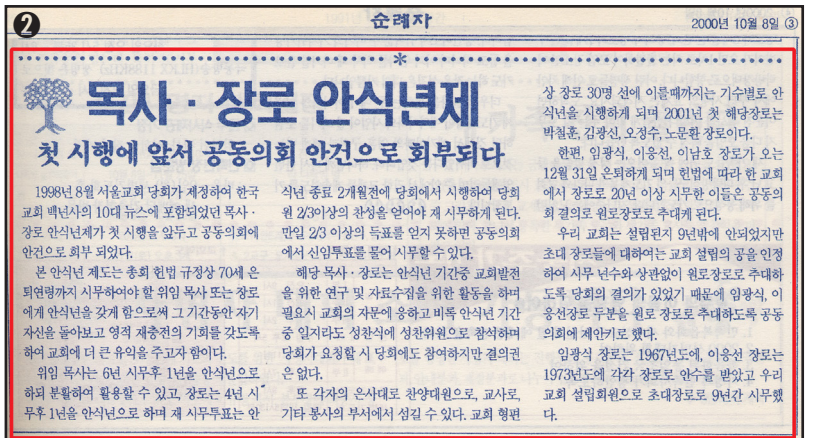 2
순례자
2000년 10월 8일 ③
목사 · 장로 안식년제
첫 시행에 앞서 공동의회 안건으로 회부되다
1998년 8월 서울교회 당회가 제정하여 한국
교회 백년사의 10대 뉴스에 포함되었던 목사 ·
장로 안식년제가 첫 시행을 앞두고 공동의회에
안건으로 회부 되었다.
본 안식년 제도는 총회 헌법 규정상 70세 은
퇴연령까지 시무하여야 할 위임 목사 또는 장로
에게 안식년을 갖게 함으로써 그 기간동안 자기
자신을 돌아보고 영적 재충전의 기회를 갖도록
하여 교회에 더 큰 유익을 주고자 함이다.
위임 목사는 6년 시무후 1년을 안식년으로
하되 분할하여 활용할 수 있고, 장로는 4년 시
무후 1년을 안식년으로 하며 재 시무투표는 안
식년 종료 2개월전에 당회에서 시행하여 당회
원 2/3이상의 찬성을 얻어야 재 시무하게 된다.
만일 2/3 이상의 득표를 얻지 못하면 공동의회
에서 신임투표를 물어 시무할 수 있다.
해당 목사 · 장로는 안식년 기간중 교회발전
을 위한 연구 및 자료수집을 위한 활동을 하며
필요시 교회의 자문에 응하고 비록 안식년 기간
중 일지라도 성찬식에 성찬위원으로 참석하며
당회가 요청할 시 당회에도 참여하지만 결의권
은 없다.
또 각자의 은사대로 찬양대원으로, 교사로,
기타 봉사의 부서에서 섬길 수 있다. 교회 형편
상 장로 30명 선에 이를때까지는 기수별로 안
식년을 시행하게 되며 2001년 첫 해당장로는
박철훈, 김광신, 오정수, 노문환 장로이다.
한편, 임광식, 이응선, 이남호 장로가 오는
12월 31일 은퇴하게 되며 헌법에 따라 한 교회
에서 장로로 20년 이상 시무한 이들은 공동의
회 결의로 원로장로로 추대케 된다.
우리 교회는 설립된지 9년밖에 안되었지만
초대 장로들에 대하여는 교회 설립의 공을 인정
하여 시무 년수와 상관없이 원로장로로 추대하
도록 당회의 결의가 있었기 때문에 임광식, 이
응선장로 두분을 원로 장로로 추대하도록 공동
의회에 제안키로 했다.
임광식 장로는 1967년도에, 이응선 장로는
1973년도에 각각 장로로 안수를 받았고 우리
교회 설립회원으로 초대장로로 9년간 시무했
다.